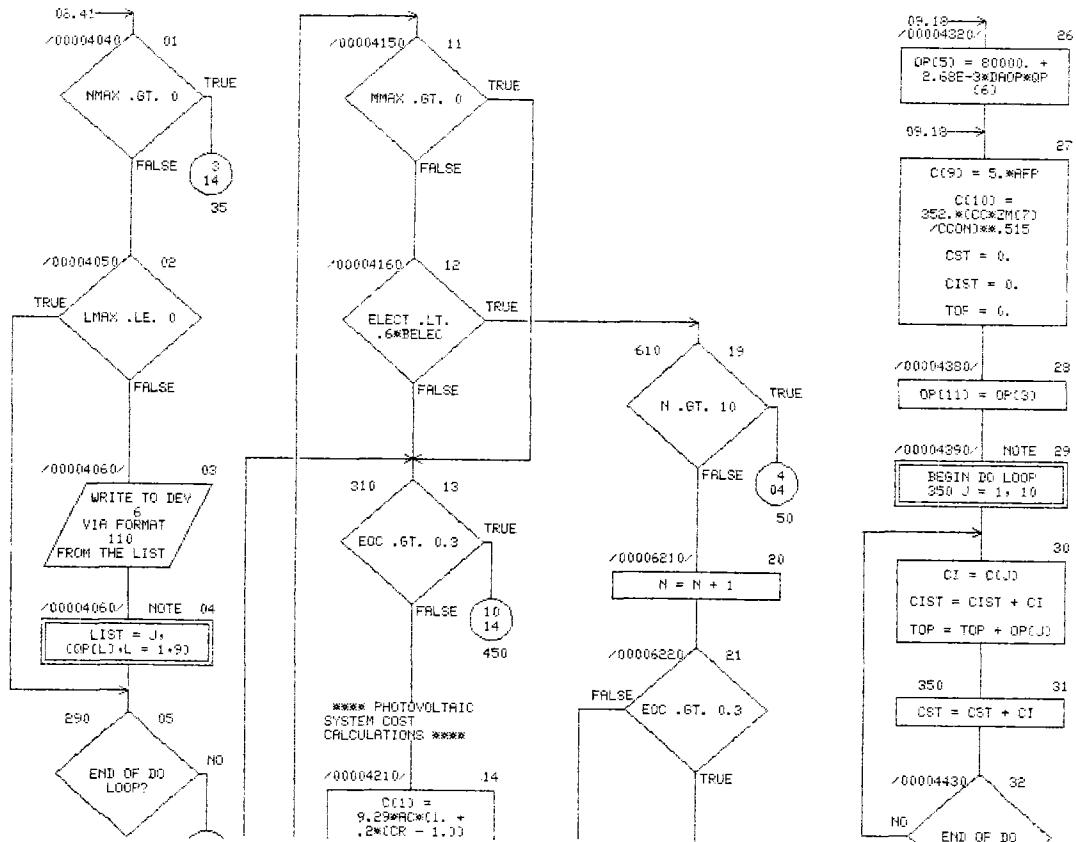 08.41
/00004040/ 01
NMAX .GT. 0
TRUE
FALSE
3
14
35
/00004050/ 02
TRUE
LMAX .LE. 0
FALSE
/00004060/ 03
WRITE TO DEV
6
VIA FORMAT
110
FROM THE LIST
/00004060/ NOTE 04
LIST = J,
(OP(L),L = 1,9)
290 05
NO
END OF DO
LOOP?
/00004150/ 11
MMAX .GT. 0
TRUE
FALSE
/00004160/ 12
TRUE
ELECT .LT.
.6*BELEC
FALSE
310 13
TRUE
EOC .GT. 0.3
FALSE
10
14
450
**** PHOTOVOLTAIC
SYSTEM COST
CALCULATIONS ****
/00004210/ 14
C(1) =
9.29*AC*(1. +
.2*(CR - 1.))
610 19
TRUE
N .GT. 10
FALSE
4
04
50
/00006210/ 20
N = N + 1
/00006220/ 21
FALSE
EOC .GT. 0.3
TRUE
09.18
/00004320/ 26
OP(5) = 80000. +
2.68E-3*DAOP*QP
(6)
09.18
27
C(9) = 5.*AFP
C(10) =
352.*(CC*ZM(7)
/CCON)**.515
CST = 0.
CIST = 0.
TOP = 0.
/00004380/ 28
OP(11) = OP(3)
/00004390/ NOTE 29
BEGIN DO LOOP
350 J = 1, 10
30
CI = C(J)
CIST = CIST + CI
TOP = TOP + OP(J)
350 31
CST = CST + CI
/00004430/ 32
NO
END OF DO